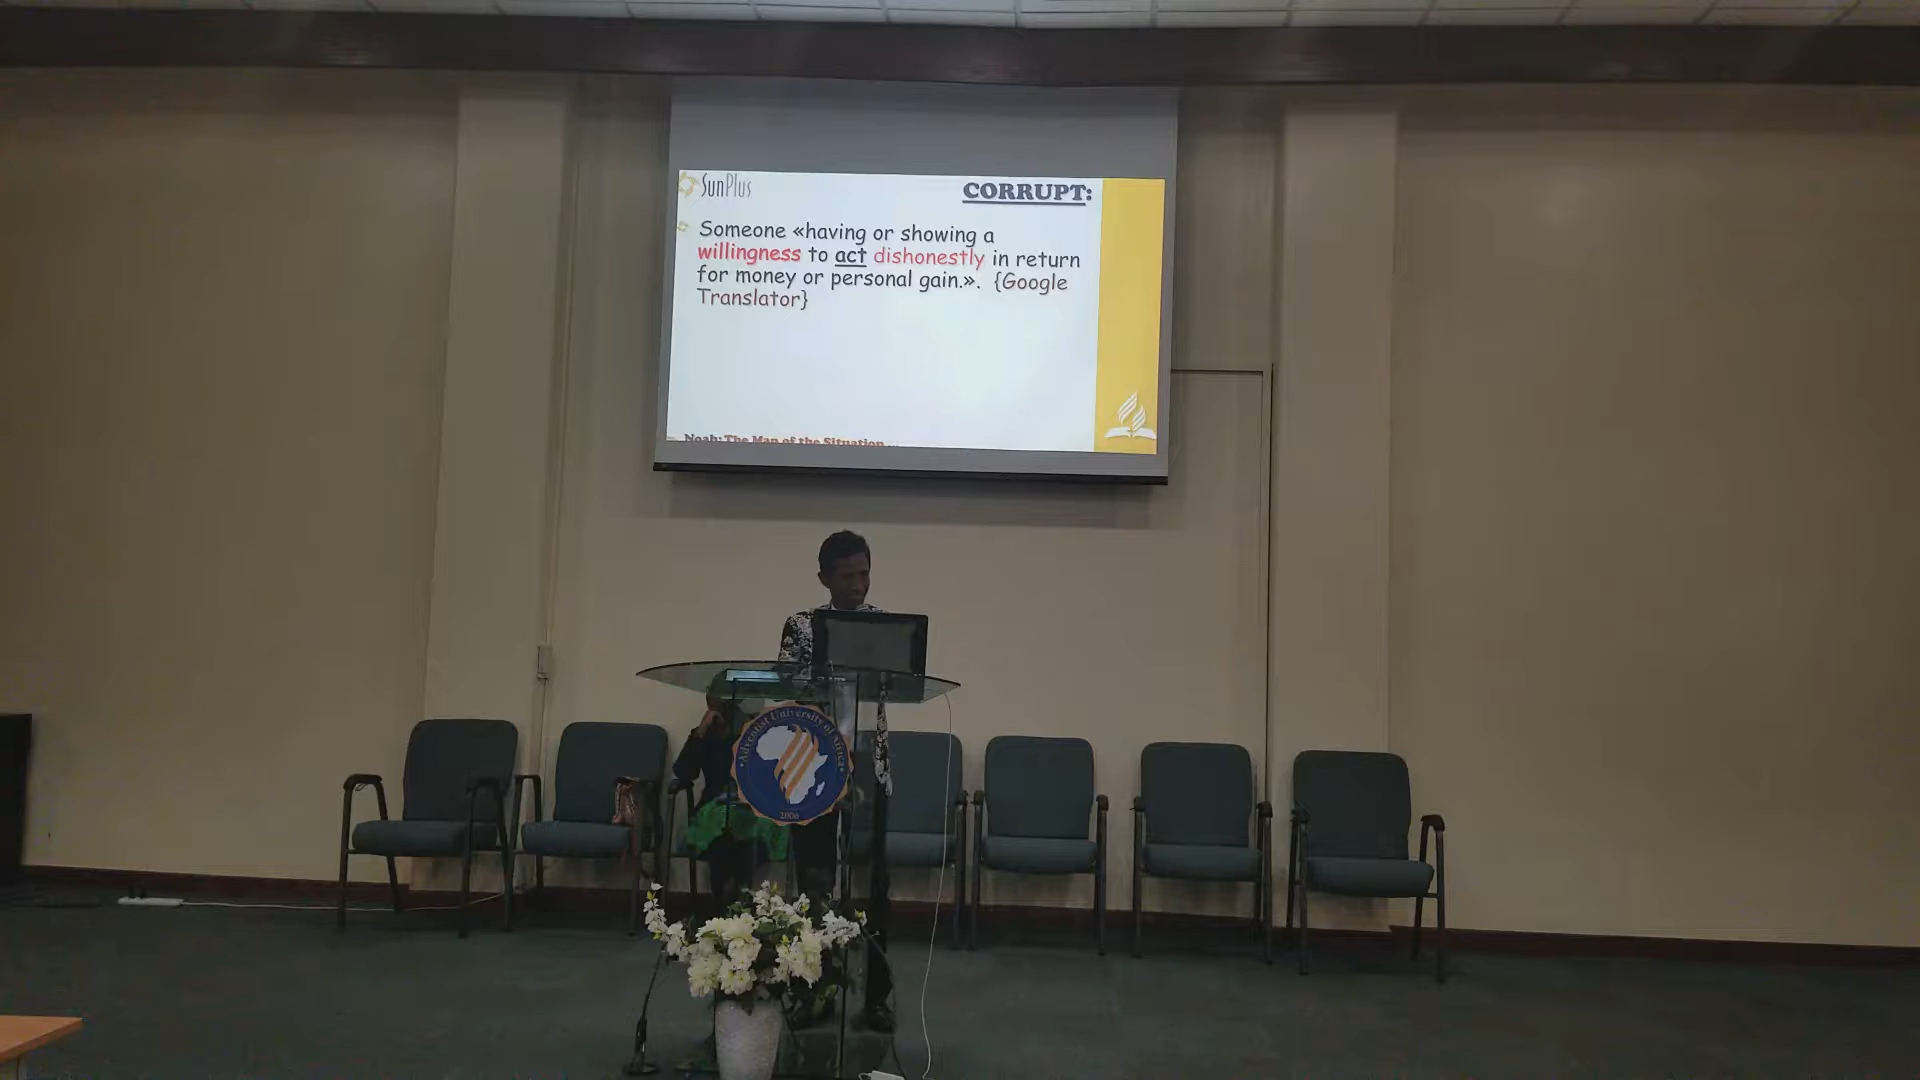 SunPlus
CORRUPT:
Someone «having or showing a
willingness to act dishonestly in return
for money or personal gain.». {Google
Translator}
Noah: The Man of the Situation
Adventist University of Africa
2006